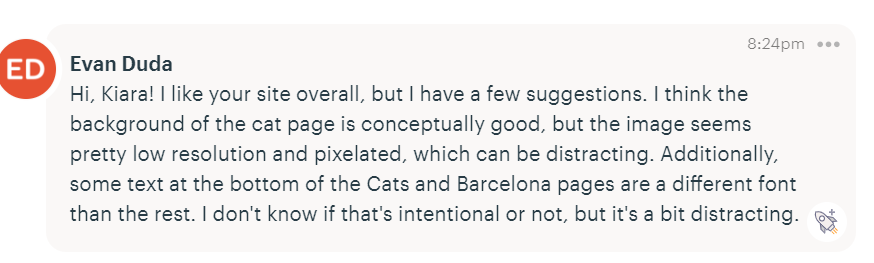 8:24pm
ED
Evan Duda
Hi, Kiara! I like your site overall, but I have a few suggestions. I think the
background of the cat page is conceptually good, but the image seems
pretty low resolution and pixelated, which can be distracting. Additionally,
some text at the bottom of the Cats and Barcelona pages are a different font
than the rest. I don't know if that's intentional or not, but it's a bit distracting.